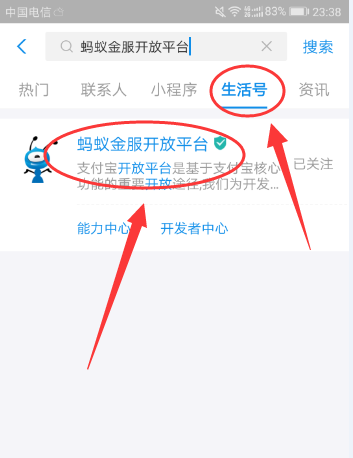 中国电信 83% 23:38
蚂蚁金服开放平台 搜索
热门 联系人 小程序 生活号 资讯
蚂蚁金服开放平台
支付宝开放平台是基于支付宝核心 已关注
功能的重要开放途径,我们为开发...
能力中心 开发者中心